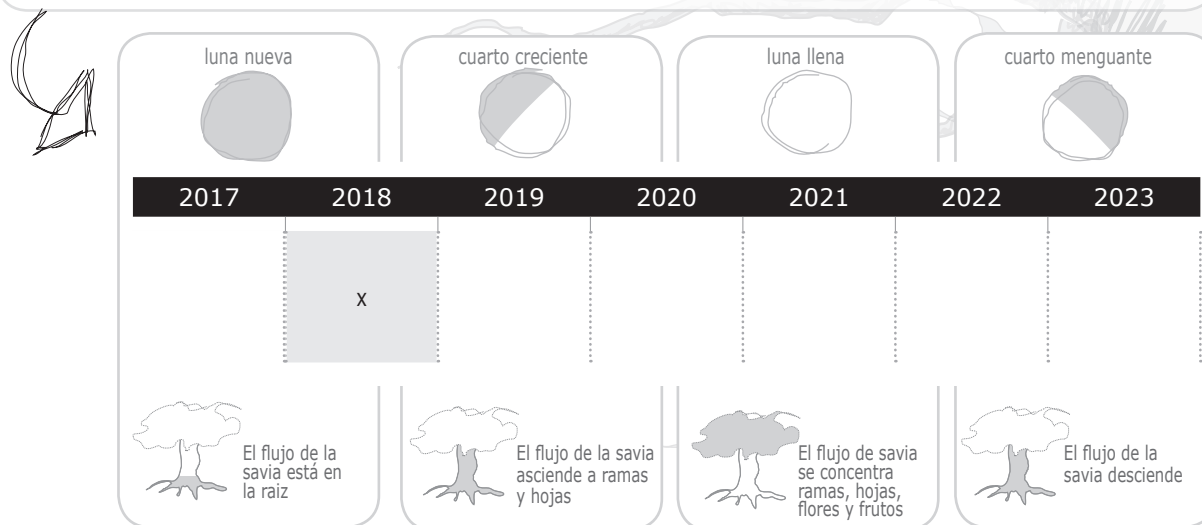 luna nueva
cuarto creciente
luna llena
cuarto menguante
2017 2018 2019 2020 2021 2022 2023
x
El flujo de la
savia está en
la raiz
El flujo de la savia
asciende a ramas
y hojas
El flujo de savia
se concentra
ramas, hojas,
flores y frutos
El flujo de la
savia desciende